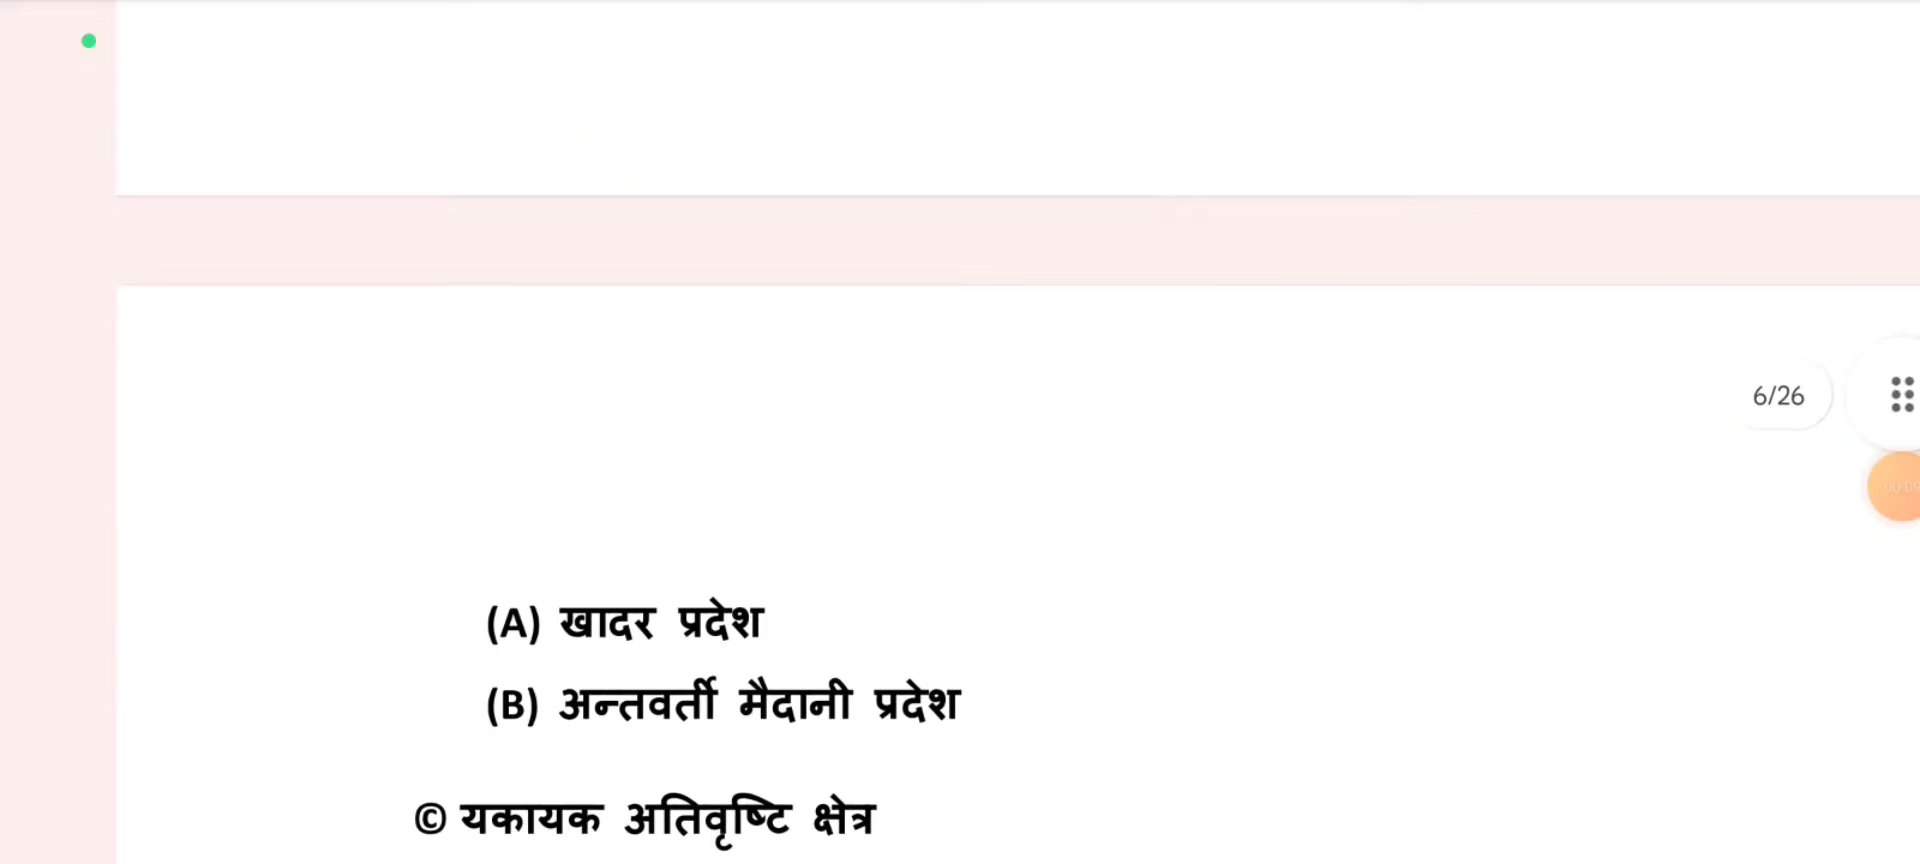 6/26
(A) खादर प्रदेश
(B) अन्तवर्ती मैदानी प्रदेश
© यकायक अतिवृष्टि क्षेत्र